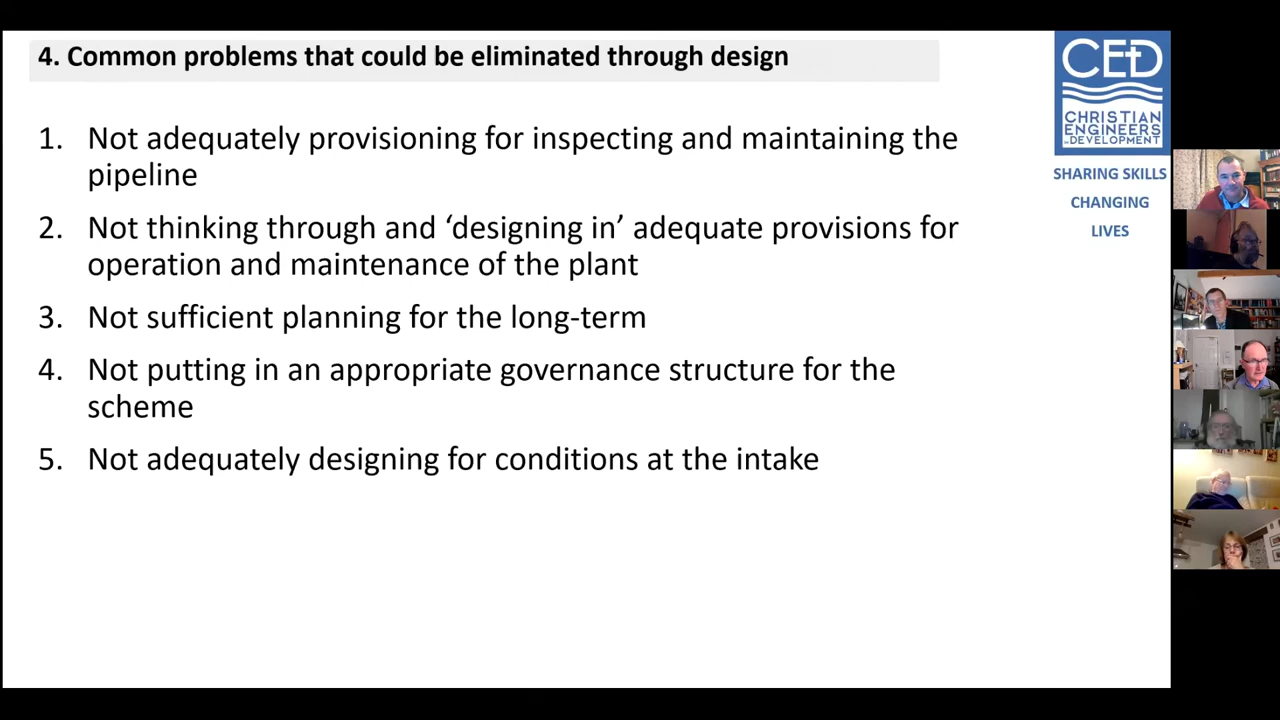 4. Common problems that could be eliminated through design
1. Not adequately provisioning for inspecting and maintaining the
pipeline
2. Not thinking through and ‘designing in’ adequate provisions for
operation and maintenance of the plant
3. Not sufficient planning for the long-term
4. Not putting in an appropriate governance structure for the
scheme
5. Not adequately designing for conditions at the intake
CED
CHRISTIAN
ENGINEERS
IN DEVELOPMENT
SHARING SKILLS
CHANGING
LIVES